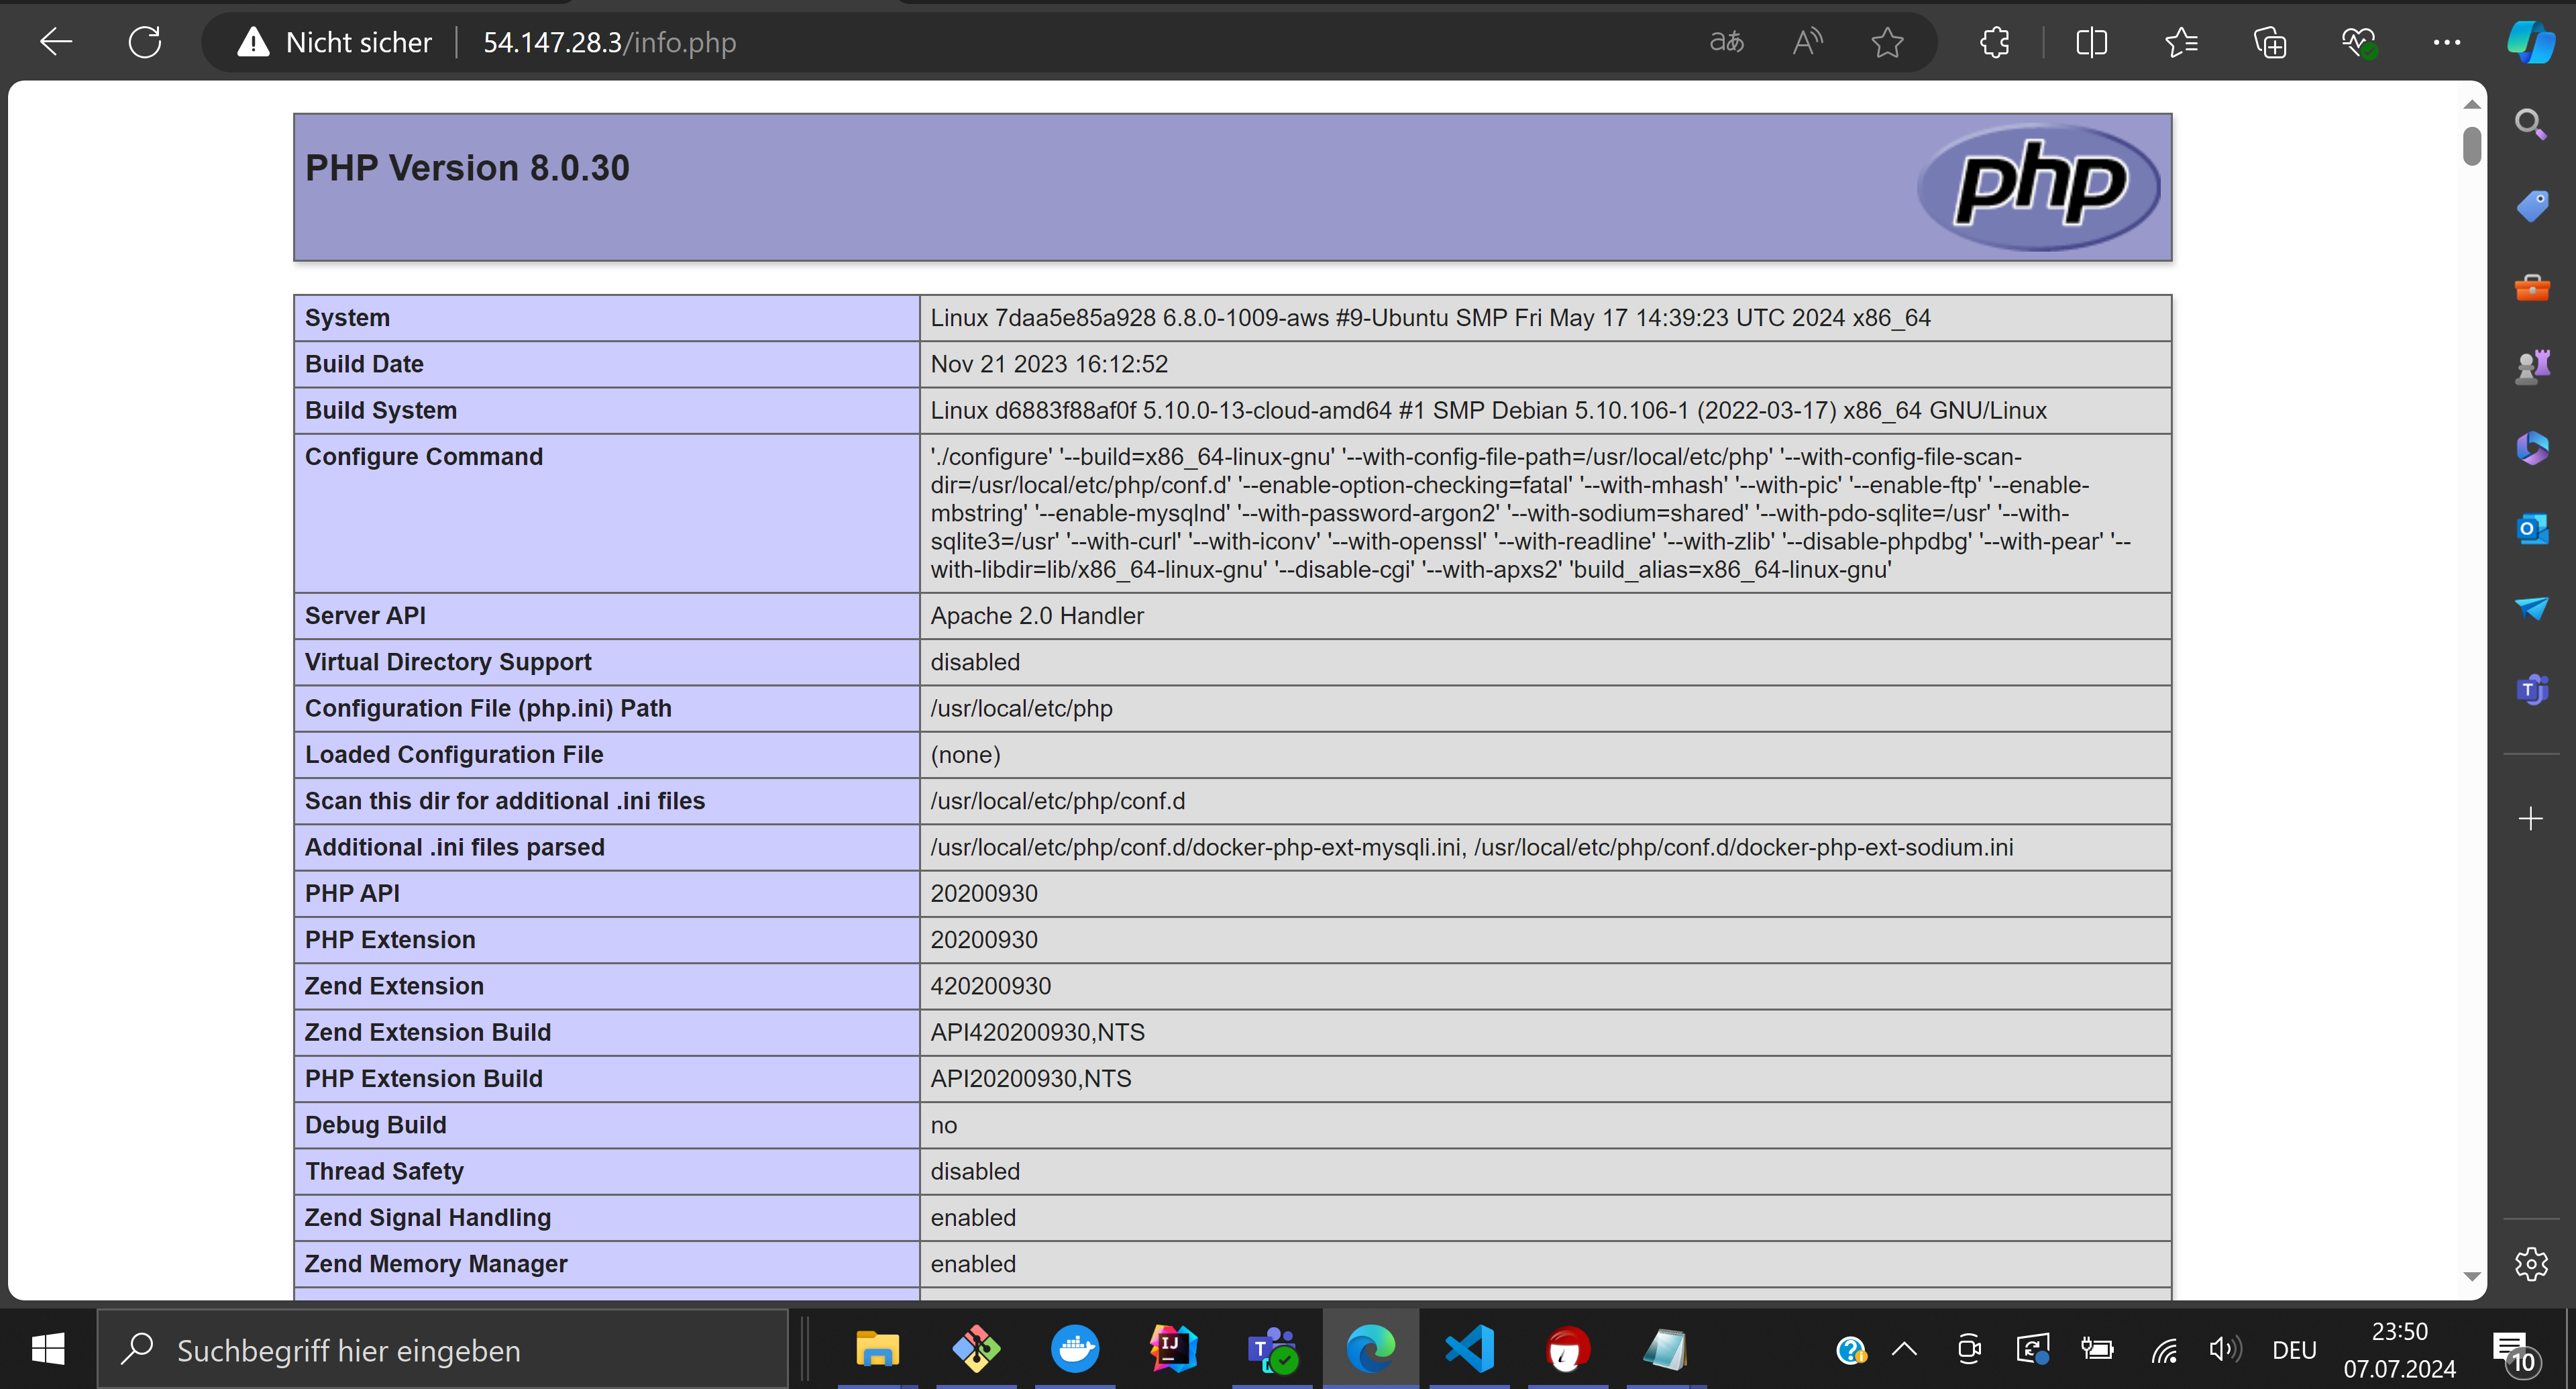 Nicht sicher 54.147.28.3/info.php
PHP Version 8.0.30
php
System Linux 7daa5e85a928 6.8.0-1009-aws #9-Ubuntu SMP Fri May 17 14:39:23 UTC 2024 x86_64
Build Date Nov 21 2023 16:12:52
Build System Linux d6883f88af0f 5.10.0-13-cloud-amd64 #1 SMP Debian 5.10.106-1 (2022-03-17) x86_64 GNU/Linux
Configure Command './configure' '--build=x86_64-linux-gnu' '--with-config-file-path=/usr/local/etc/php' '--with-config-file-scan-
dir=/usr/local/etc/php/conf.d' '--enable-option-checking=fatal' '--with-mhash' '--with-pic' '--enable-ftp' '--enable-
mbstring' '--enable-mysqlnd' '--with-password-argon2' '--with-sodium=shared' '--with-pdo-sqlite=/usr' '--with-
sqlite3=/usr' '--with-curl' '--with-iconv' '--with-openssl' '--with-readline' '--with-zlib' '--disable-phpdbg' '--with-pear' '--
with-libdir=lib/x86_64-linux-gnu' '--disable-cgi' '--with-apxs2' 'build_alias=x86_64-linux-gnu'
Server API Apache 2.0 Handler
Virtual Directory Support disabled
Configuration File (php.ini) Path /usr/local/etc/php
Loaded Configuration File (none)
Scan this dir for additional .ini files /usr/local/etc/php/conf.d
Additional .ini files parsed /usr/local/etc/php/conf.d/docker-php-ext-mysqli.ini, /usr/local/etc/php/conf.d/docker-php-ext-sodium.ini
PHP API 20200930
PHP Extension 20200930
Zend Extension 420200930
Zend Extension Build API420200930,NTS
PHP Extension Build API20200930,NTS
Debug Build no
Thread Safety disabled
Zend Signal Handling enabled
Zend Memory Manager enabled
Suchbegriff hier eingeben
DEU
23:50
07.07.2024
10